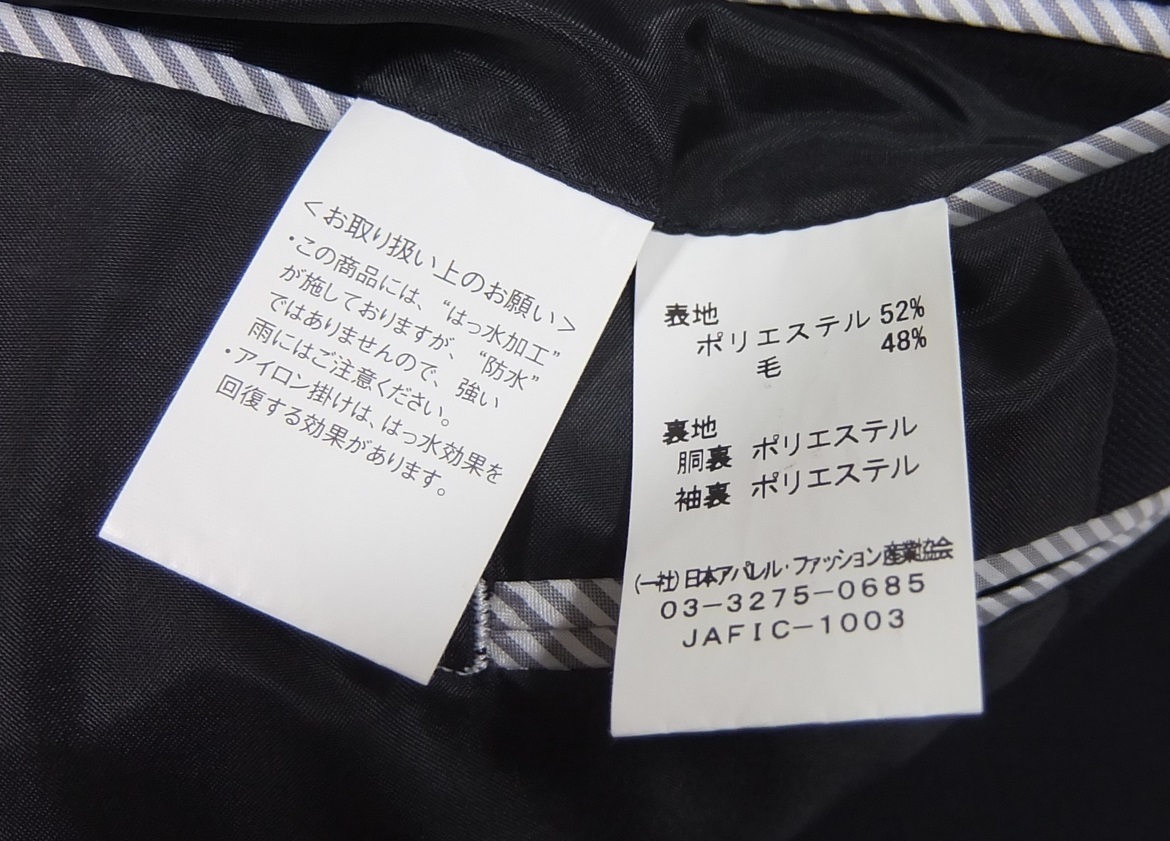 ＜お取り扱い上のお願い＞
・この商品には、“はっ水加工”
が施しておりますが、“防水”
ではありませんので、強い
雨にはご注意ください。
・アイロン掛けは、はっ水効果を
回復する効果があります。
表地
ポリエステル 52%
毛 48%
裏地
胴裏 ポリエステル
袖裏 ポリエステル
(一社)日本アパレル・ファッション産業協会
03－3275－0685
JAFIC－1003